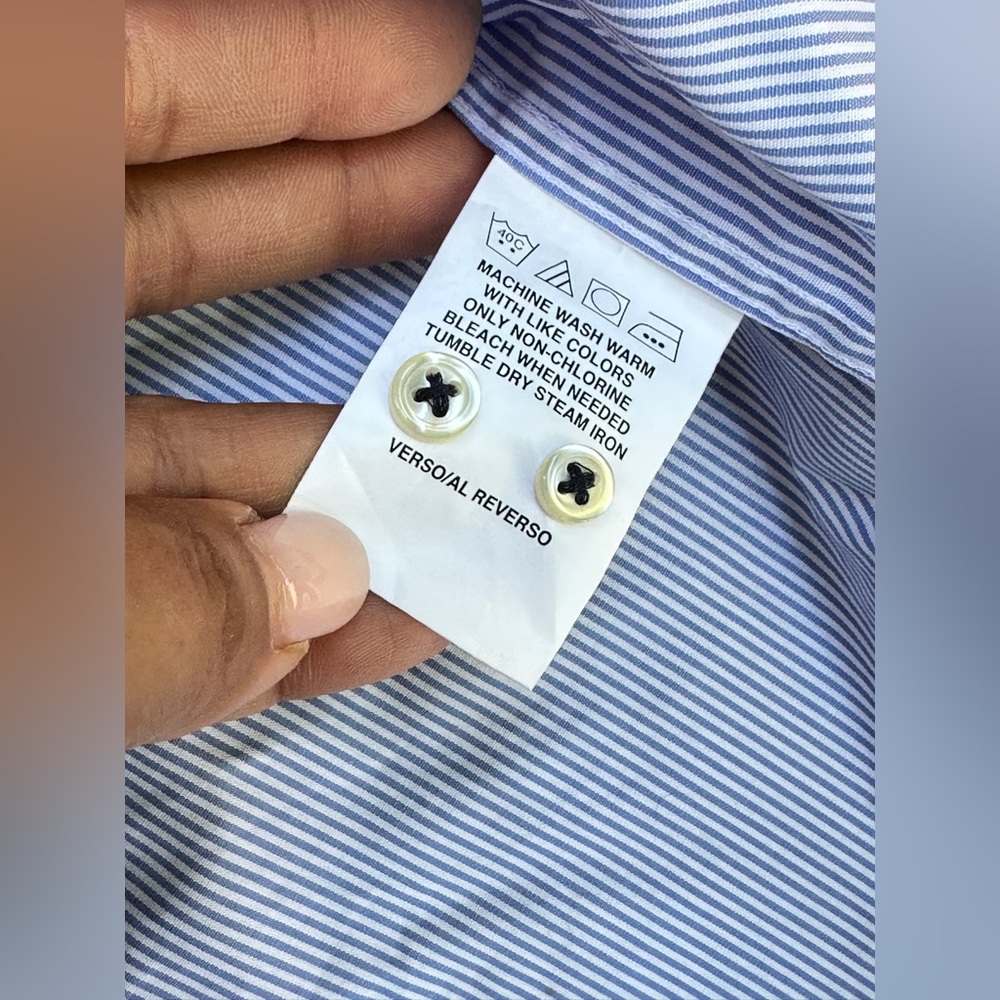 40C
MACHINE WASH WARM
WITH LIKE COLORS
ONLY NON-CHLORINE
BLEACH WHEN NEEDED
TUMBLE DRY STEAM IRON
VERSO/AL REVERSO